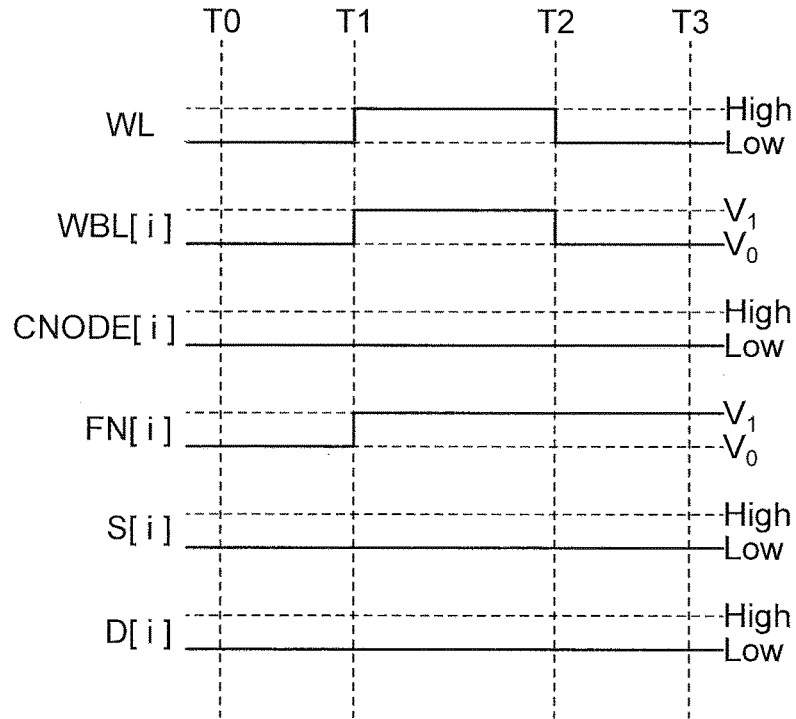 T0 T1 T2 T3
WL High
Low
WBL[ i ] V1
V0
CNODE[ i ] High
Low
FN[ i ] V1
V0
S[ i ] High
Low
D[ i ] High
Low